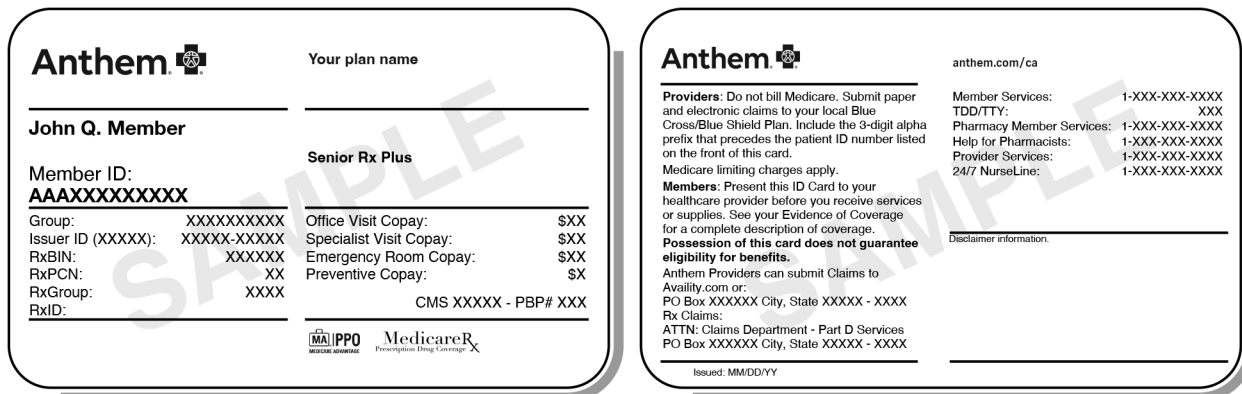 Anthem
Your plan name
John Q. Member
Member ID:
AAAXXXXXXXXX
Senior Rx Plus
Group: XXXXXXXXXX
Issuer ID (XXXXX): XXXXX-XXXXX
RxBIN: XXXXXX
RxPCN: XX
RxGroup: XXXX
RxID:
Office Visit Copay: $XX
Specialist Visit Copay: $XX
Emergency Room Copay: $XX
Preventive Copay: $X
CMS XXXXX - PBP# XXX
MA PPO
MEDICARE ADVANTAGE
MedicareRx
Prescription Drug Coverage
SAMPLE
Anthem
anthem.com/ca
Providers: Do not bill Medicare. Submit paper
and electronic claims to your local Blue
Cross/Blue Shield Plan. Include the 3-digit alpha
prefix that precedes the patient ID number listed
on the front of this card.
Medicare limiting charges apply.
Members: Present this ID Card to your
healthcare provider before you receive services
or supplies. See your Evidence of Coverage
for a complete description of coverage.
Possession of this card does not guarantee
eligibility for benefits.
Anthem Providers can submit Claims to
Availity.com or:
PO Box XXXXXX City, State XXXXX - XXXX
Rx Claims:
ATTN: Claims Department - Part D Services
PO Box XXXXXX City, State XXXXX - XXXX
Issued: MM/DD/YY
Member Services: 1-XXX-XXX-XXXX
TDD/TTY: XXX
Pharmacy Member Services: 1-XXX-XXX-XXXX
Help for Pharmacists: 1-XXX-XXX-XXXX
Provider Services: 1-XXX-XXX-XXXX
24/7 NurseLine: 1-XXX-XXX-XXXX
Disclaimer information.
SAMPLE